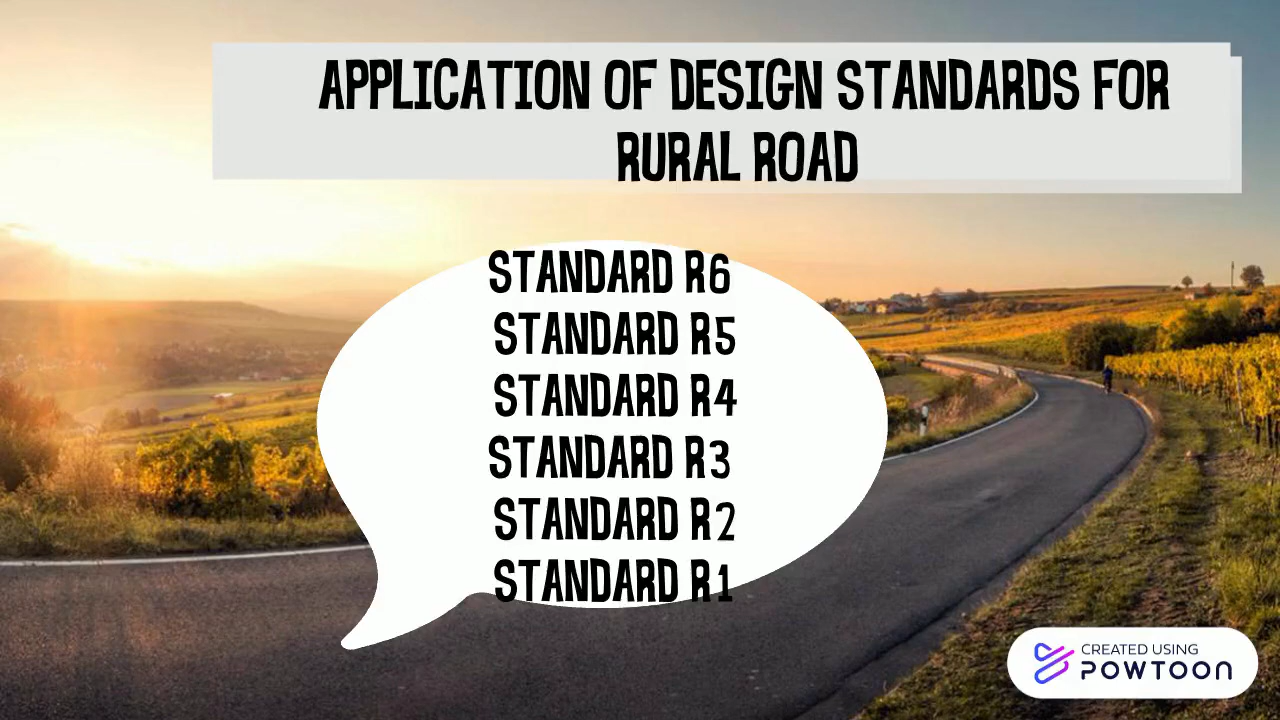 APPLICATION OF DESIGN STANDARDS FOR
RURAL ROAD
STANDARD R6
STANDARD R5
STANDARD R4
STANDARD R3
STANDARD R2
STANDARD R1
CREATED USING
POWTOON